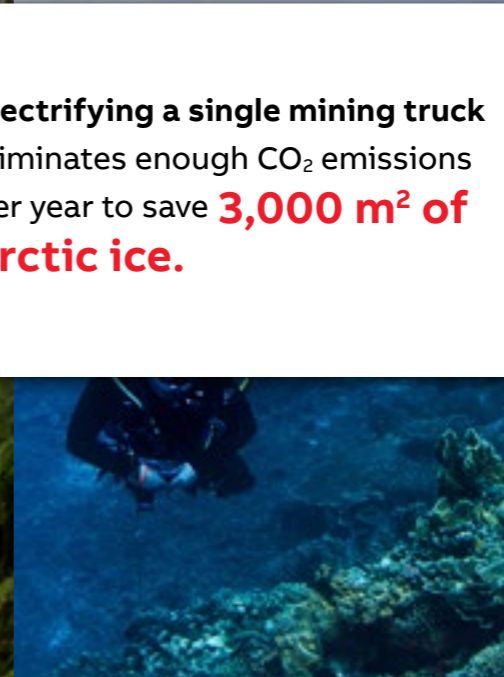 ectrifying a single mining truck
iminates enough CO₂ emissions
er year to save 3,000 m² of
rctic ice.